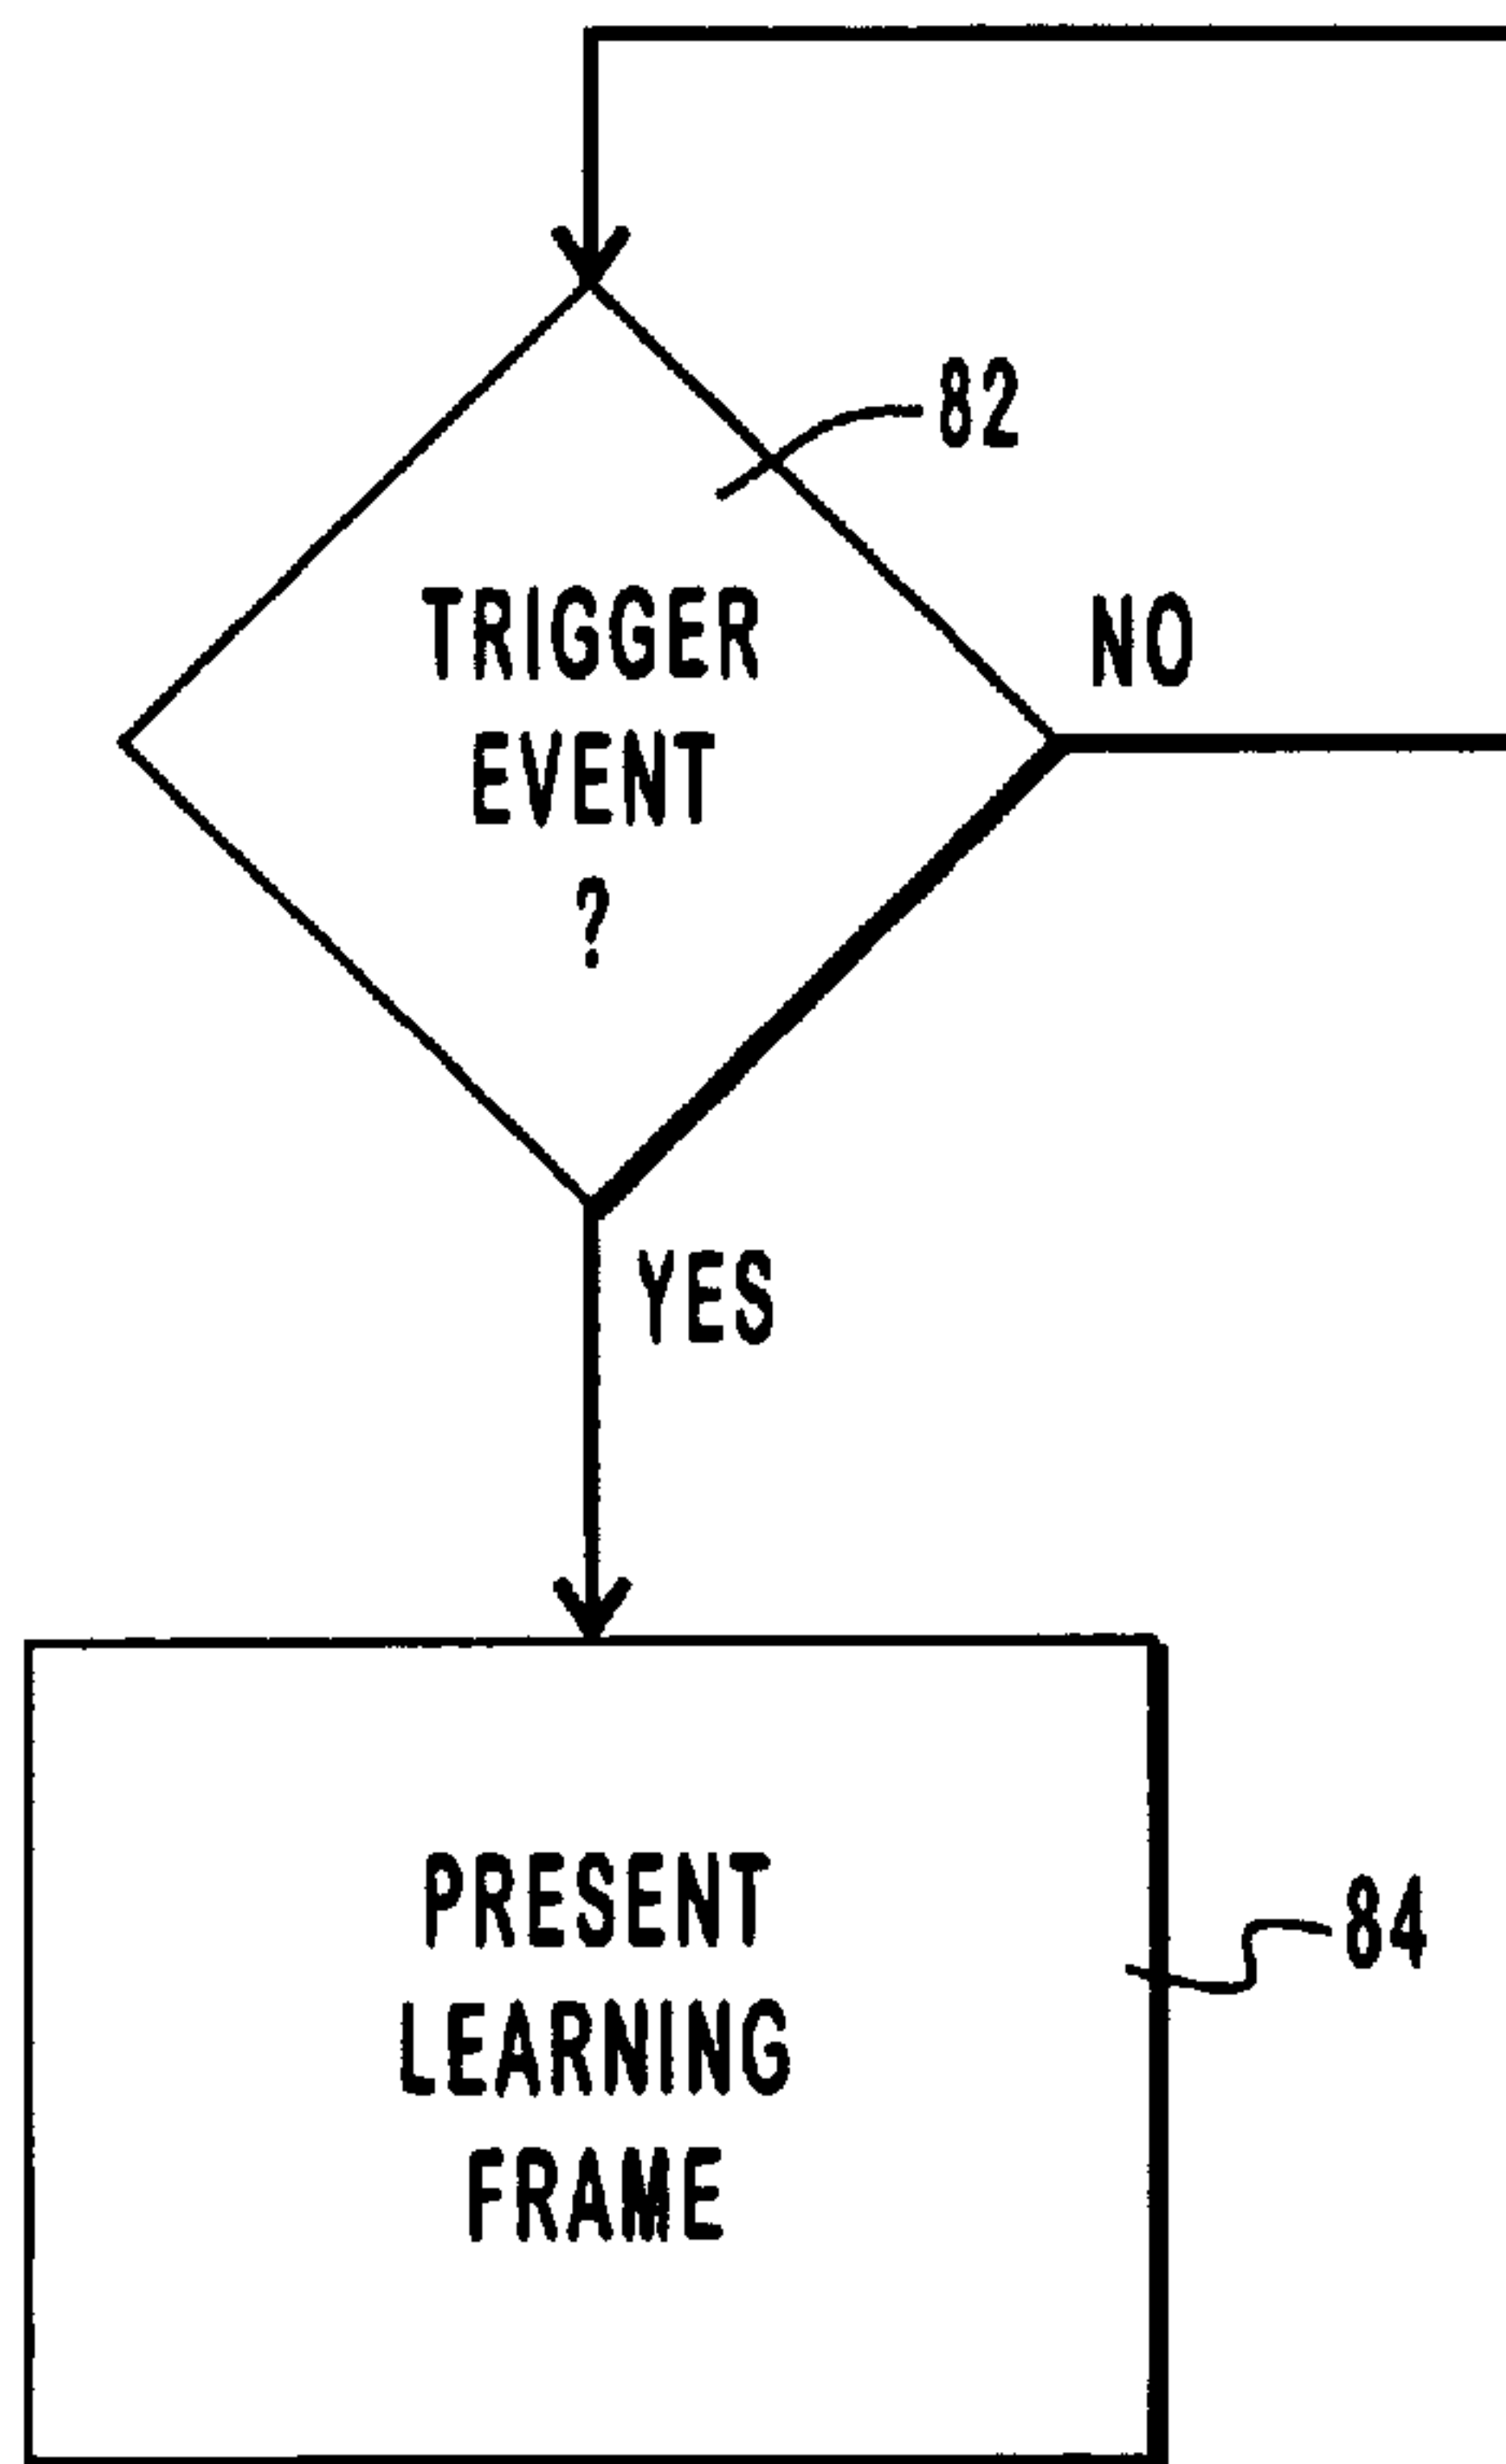 82
TRIGGER
EVENT
?
NO
YES
PRESENT
LEARNING
FRAME
84